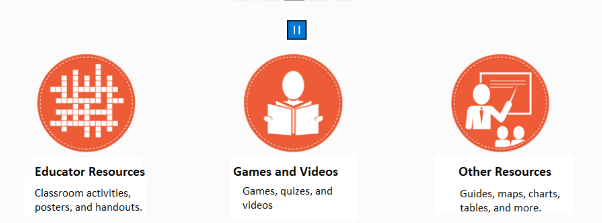 Educator Resources
Classroom activities,
posters, and handouts.
Games and Videos
Games, quizes, and
videos
Other Resources
Guides, maps, charts,
tables, and more.